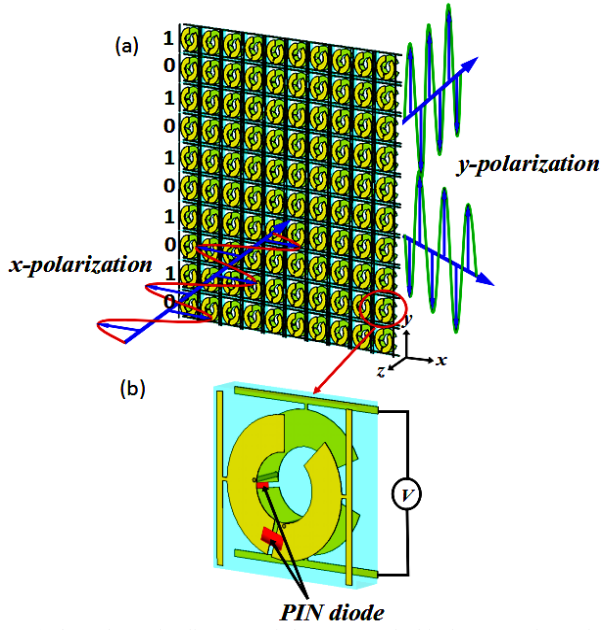 (a)
1
0
1
0
1
0
1
0
1
0
y-polarization
x-polarization
y
x
z
(b)
V
PIN diode